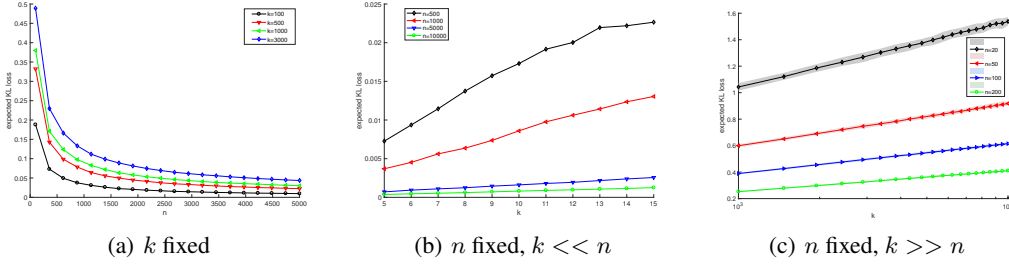 0.5
0.45
0.4
0.35
0.3
0.25
0.2
0.15
0.1
0.05
0
expected KL loss
k=100
k=500
k=1000
k=3000
0 500 1000 1500 2000 2500 3000 3500 4000 4500 5000
n
(a) k fixed
0.025
0.02
0.015
0.01
0.005
0
expected KL loss
n=500
n=1000
n=5000
n=10000
5 6 7 8 9 10 11 12 13 14 15
k
(b) n fixed, k << n
1.6
1.4
1.2
1
0.8
0.6
0.4
0.2
expected KL loss
n=20
n=50
n=100
n=200
10³ 10
k
(c) n fixed, k >> n